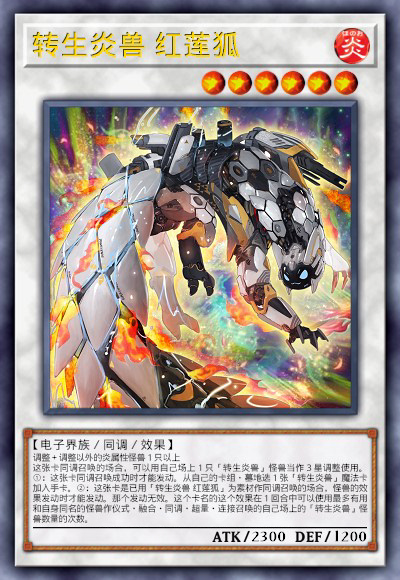 转生炎兽 红莲狐
炎
【电子界族/同调/效果】
调整+调整以外的炎属性怪兽1只以上
这张卡同调召唤的场合，可以用自己场上1只「转生炎兽」怪兽当作3星调整使用。
①：这张卡同调召唤成功时才能发动。从自己的卡组·墓地选1张「转生炎兽」魔法卡
加入手卡。②：这张卡是已用「转生炎兽 红莲狐」为素材作同调召唤的场合，怪兽的效
果发动时才能发动。那个发动无效。这个卡名的这个效果在1回合中可以使用最多有用
和自身同名的怪兽作仪式·融合·同调·超量·连接召唤的自己场上的「转生炎兽」怪
兽数量的次数。
ATK/2300 DEF/1200